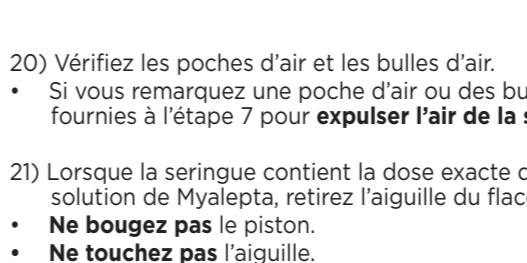 20) Vérifiez les poches d’air et les bulles d’air.
• Si vous remarquez une poche d’air ou des
fournies à l’étape 7 pour expulser l’air de la
21) Lorsque la seringue contient la dose exacte
solution de Myalepta, retirez l’aiguille du
• Ne bougez pas le piston.
• Ne touchez pas l’aiguille.